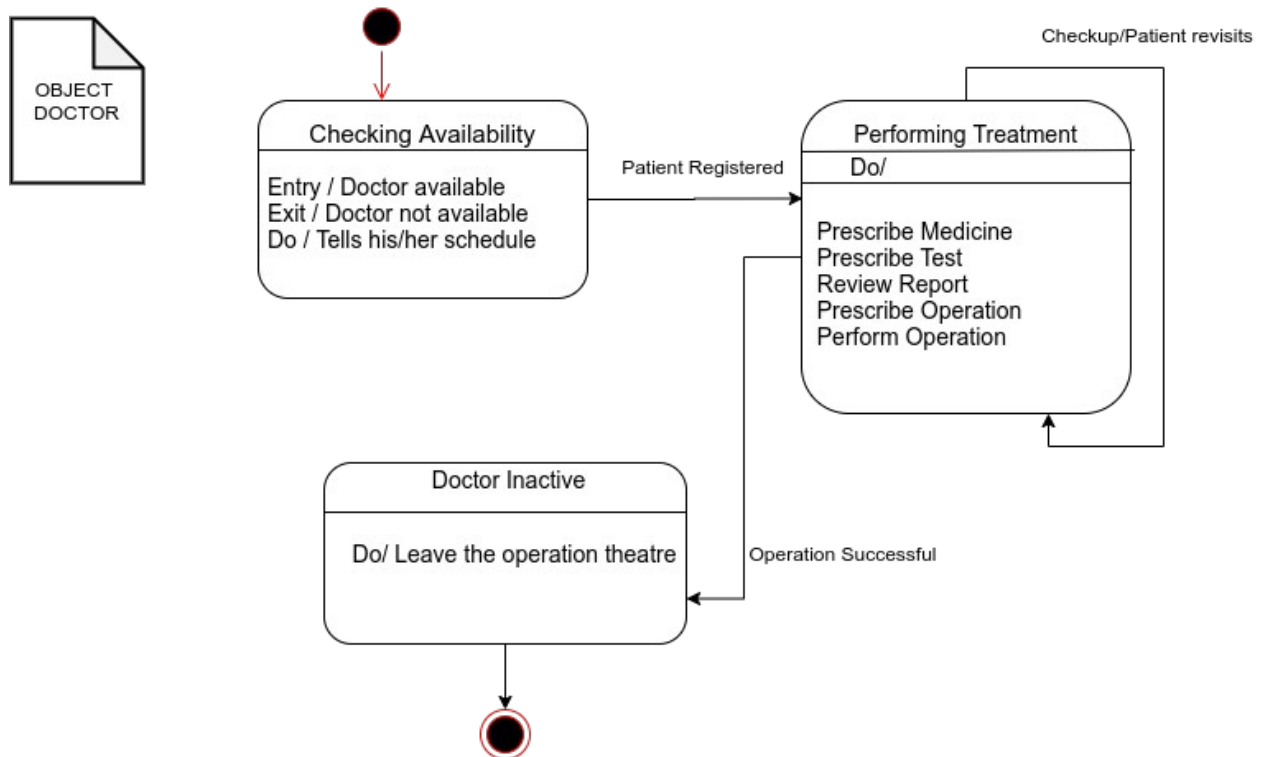 OBJECT
DOCTOR
Checkup/Patient revisits
Checking Availability
Entry / Doctor available
Exit / Doctor not available
Do / Tells his/her schedule
Patient Registered
Performing Treatment
Do/
Prescribe Medicine
Prescribe Test
Review Report
Prescribe Operation
Perform Operation
Doctor Inactive
Do/ Leave the operation theatre
Operation Successful